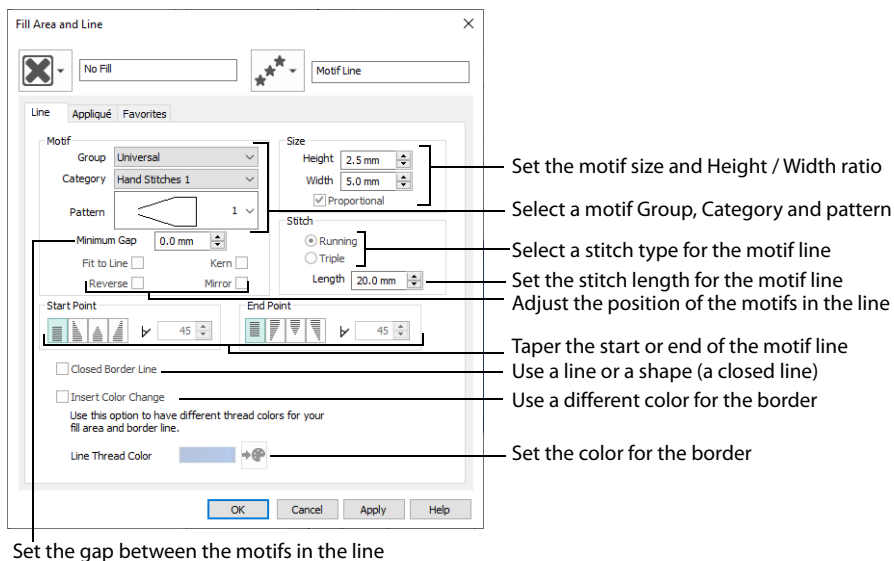 Fill Area and Line
No Fill
Motif Line
Line Appliqué Favorites
Motif
Group Universal
Category Hand Stitches 1
Pattern 1
Minimum Gap 0.0 mm
Fit to Line Kern
Reverse Mirror
Size
Height 2.5 mm
Width 5.0 mm
Proportional
Stitch
Running
Triple
Length 20.0 mm
Start Point
45
End Point
45
Closed Border Line
Insert Color Change
Use this option to have different thread colors for your
fill area and border line.
Line Thread Color
OK Cancel Apply Help
Set the motif size and Height / Width ratio
Select a motif Group, Category and pattern
Select a stitch type for the motif line
Set the stitch length for the motif line
Adjust the position of the motifs in the line
Taper the start or end of the motif line
Use a line or a shape (a closed line)
Use a different color for the border
Set the color for the border
Set the gap between the motifs in the line